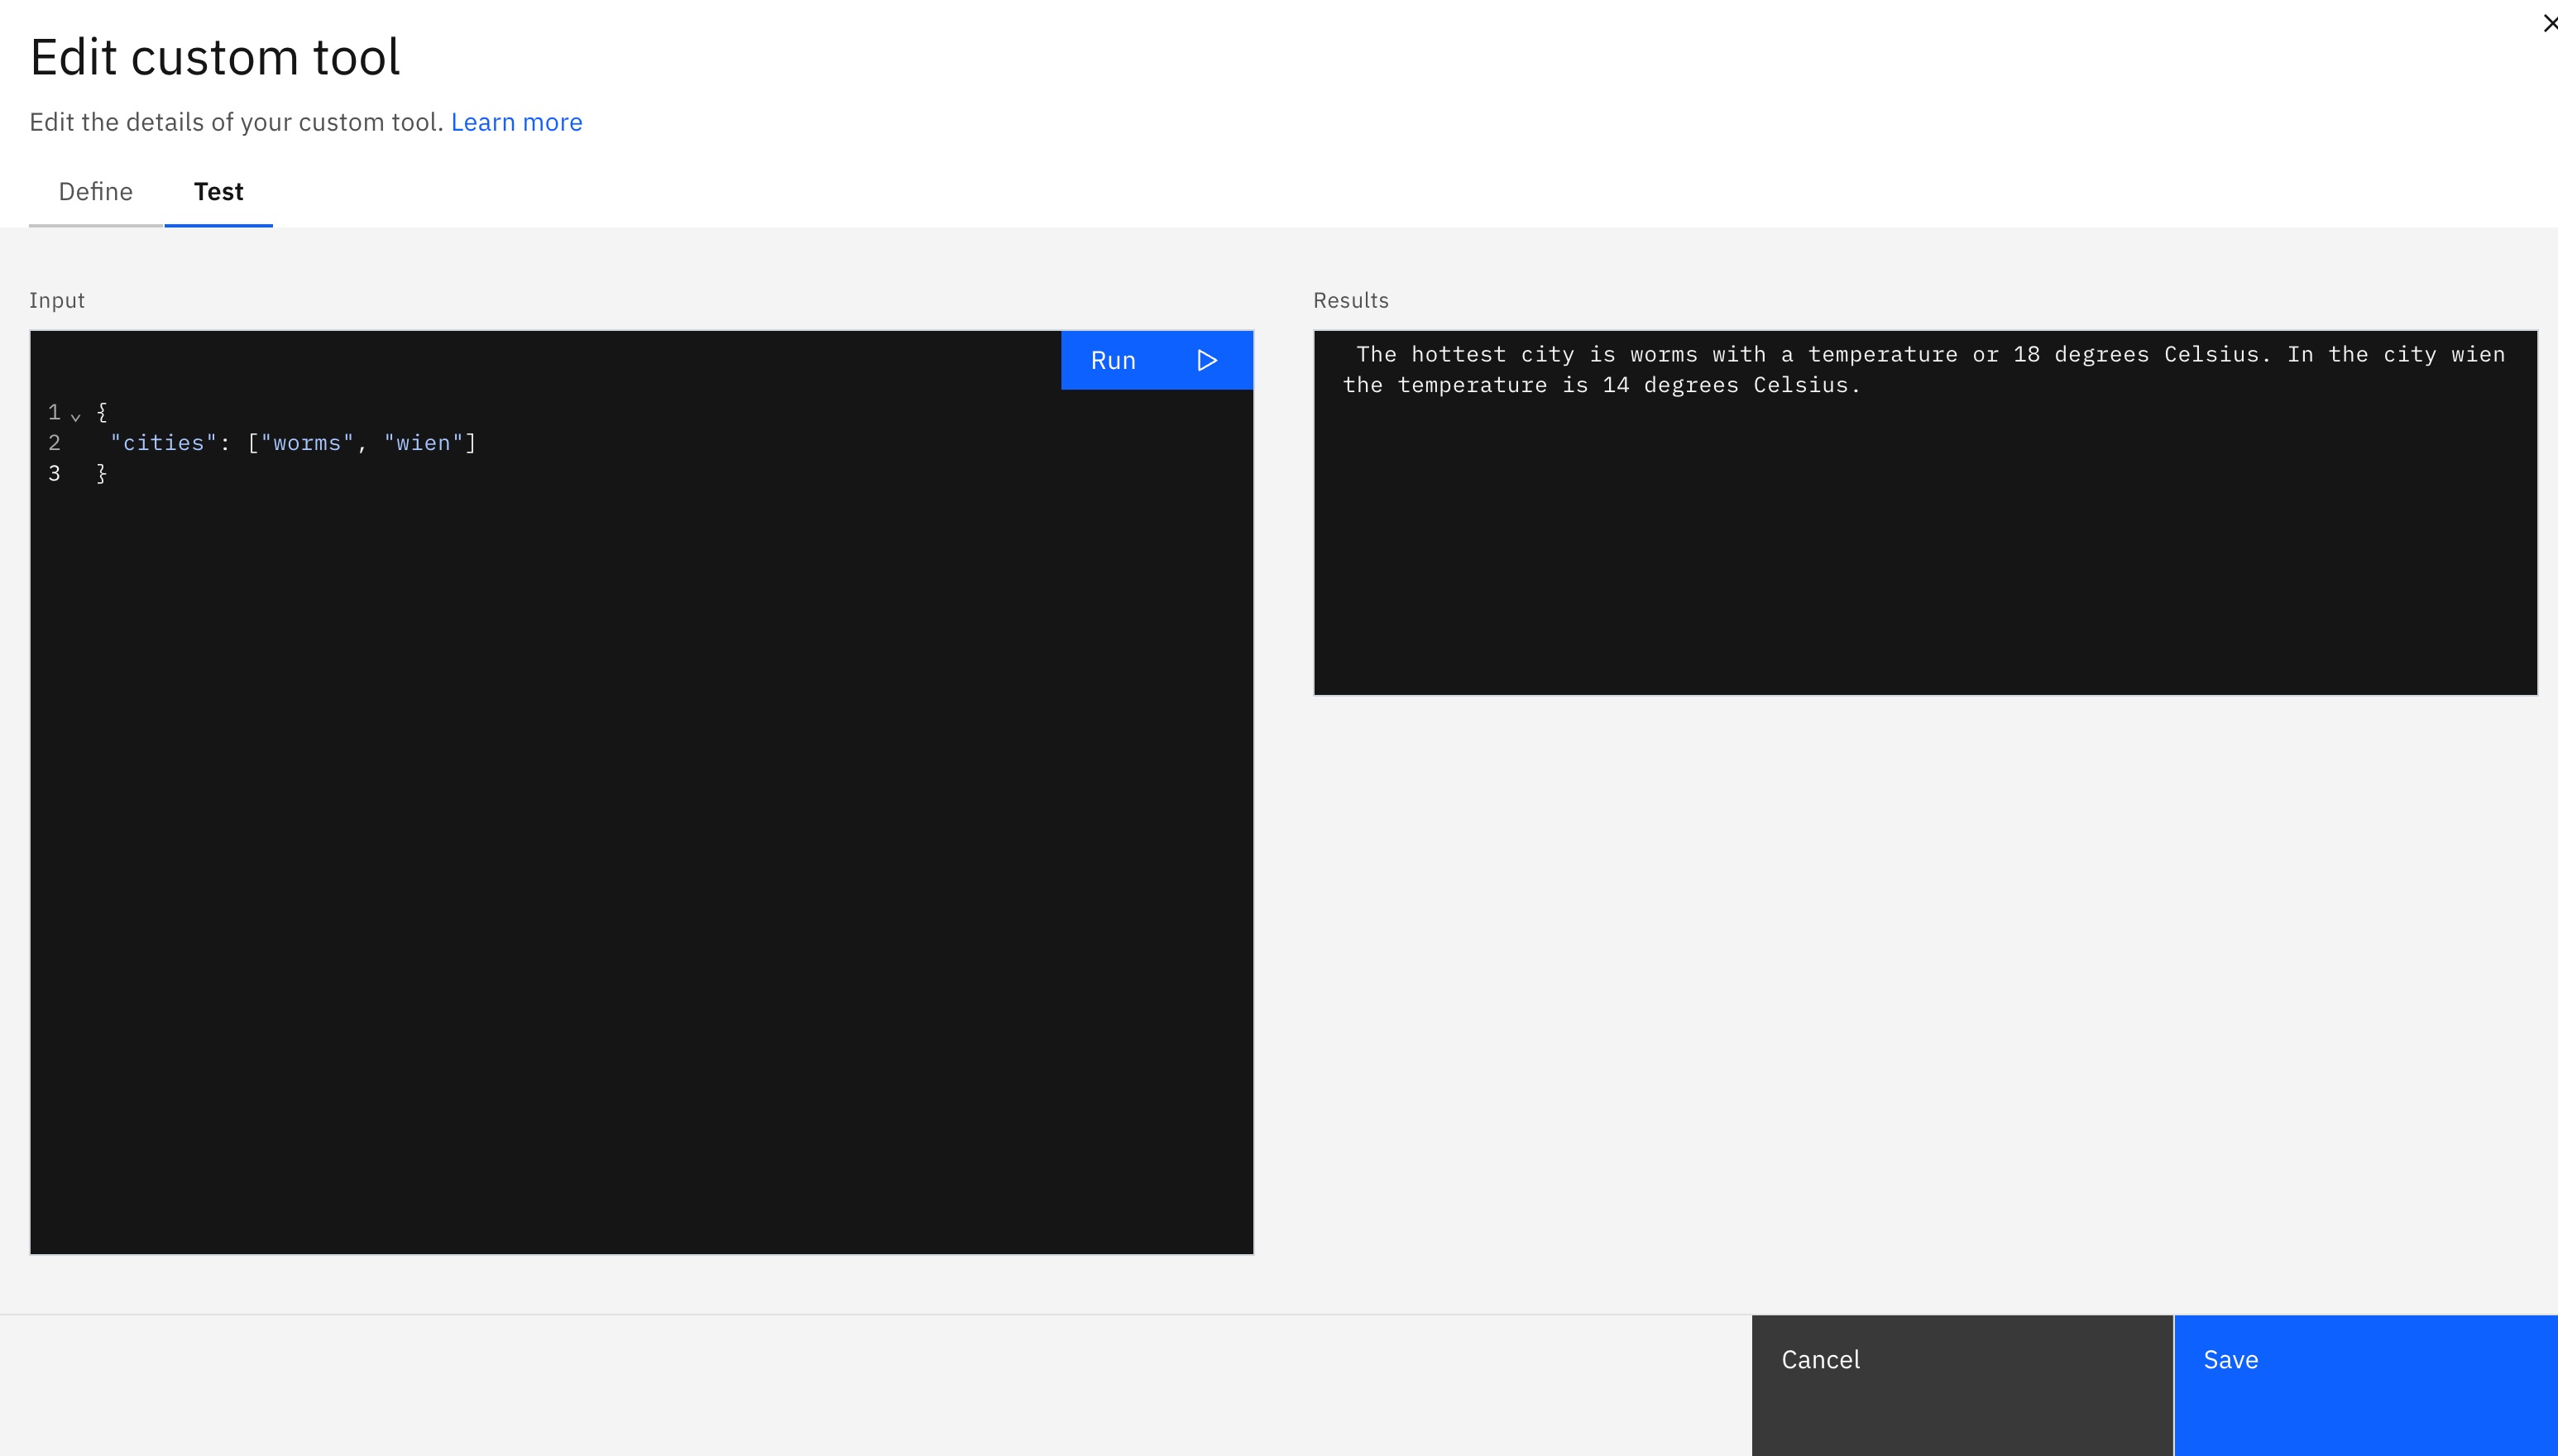 Edit custom tool
Edit the details of your custom tool. Learn more
Define Test
Input
Run
1 {
2 "cities": ["worms", "wien"]
3 }
Results
The hottest city is worms with a temperature or 18 degrees Celsius. In the city wien
the temperature is 14 degrees Celsius.
Cancel
Save